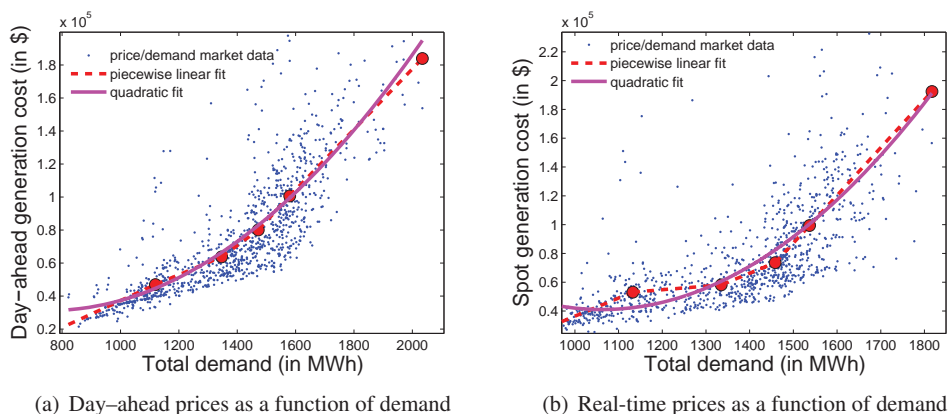 x 10⁵
Day–ahead generation cost (in $)
1.8
1.6
1.4
1.2
1
0.8
0.6
0.4
0.2
price/demand market data
piecewise linear fit
quadratic fit
800 1000 1200 1400 1600 1800 2000
Total demand (in MWh)
(a) Day–ahead prices as a function of demand
x 10⁵
Spot generation cost (in $)
2.2
2
1.8
1.6
1.4
1.2
1
0.8
0.6
0.4
price/demand market data
piecewise linear fit
quadratic fit
1000 1100 1200 1300 1400 1500 1600 1700 1800
Total demand (in MWh)
(b) Real-time prices as a function of demand